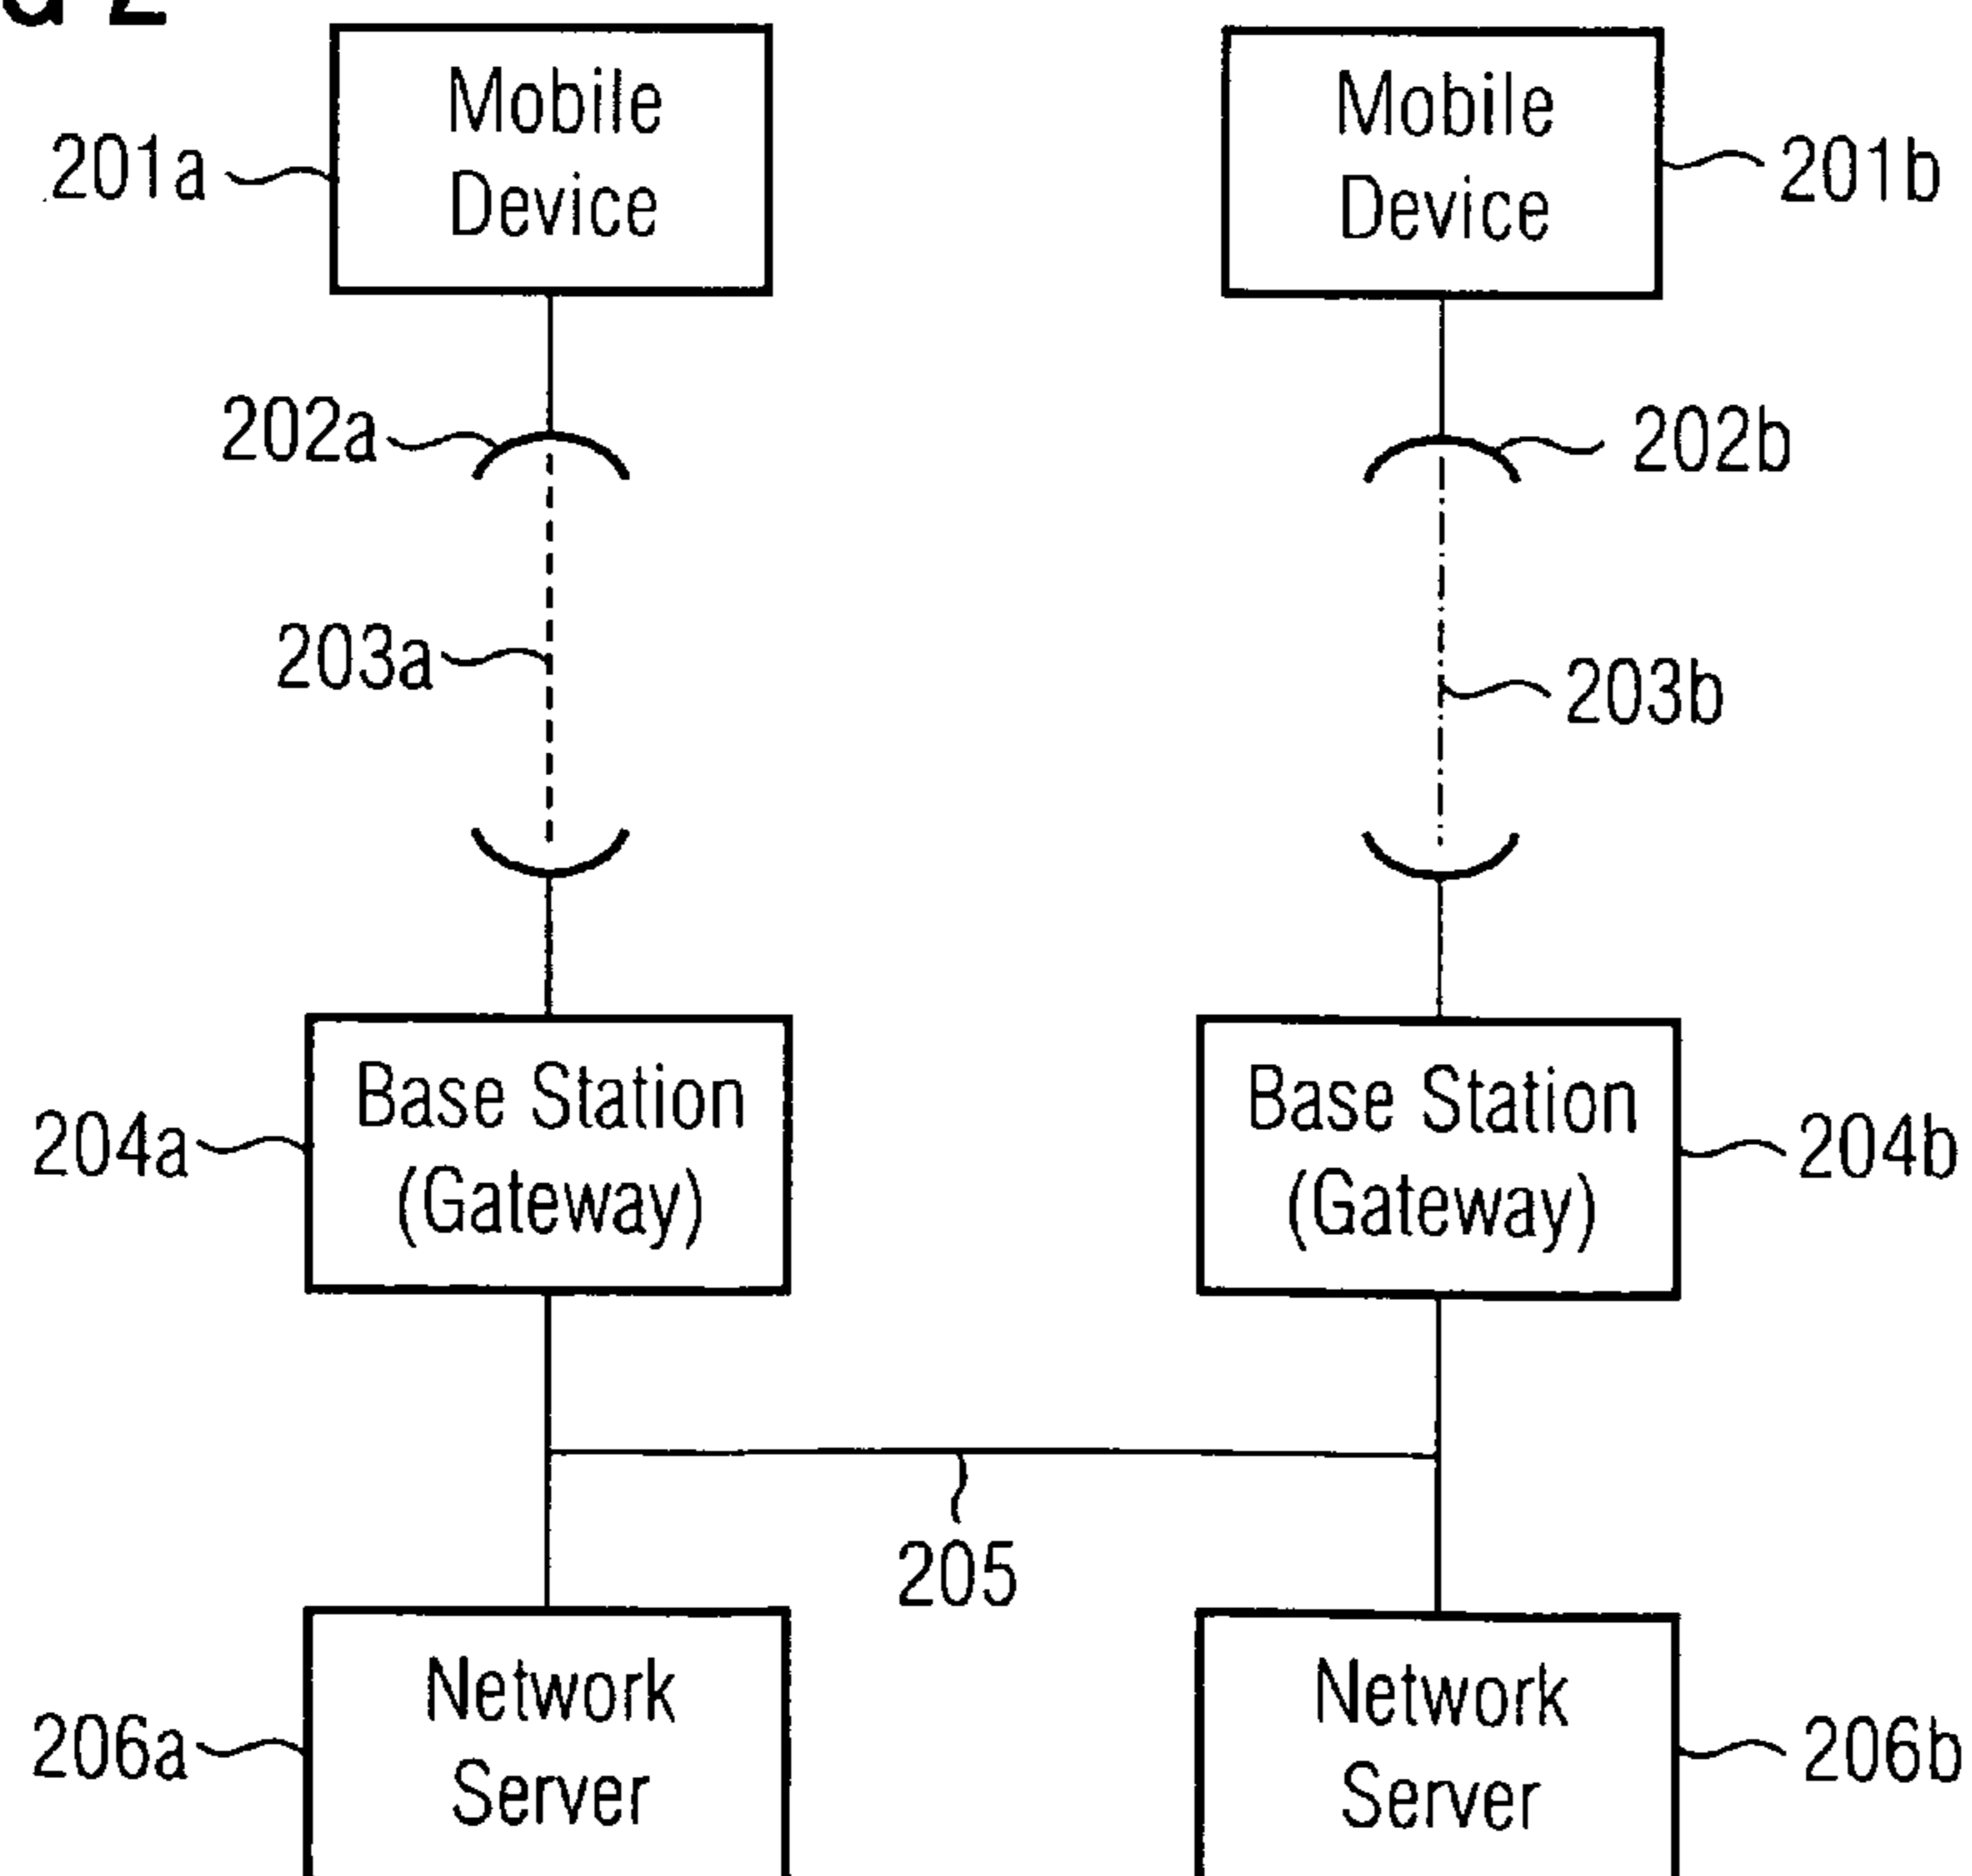 Mobile
Device
201a
Mobile
Device
201b
202a
202b
203a
203b
Base Station
(Gateway)
204a
Base Station
(Gateway)
204b
205
Network
Server
206a
Network
Server
206b